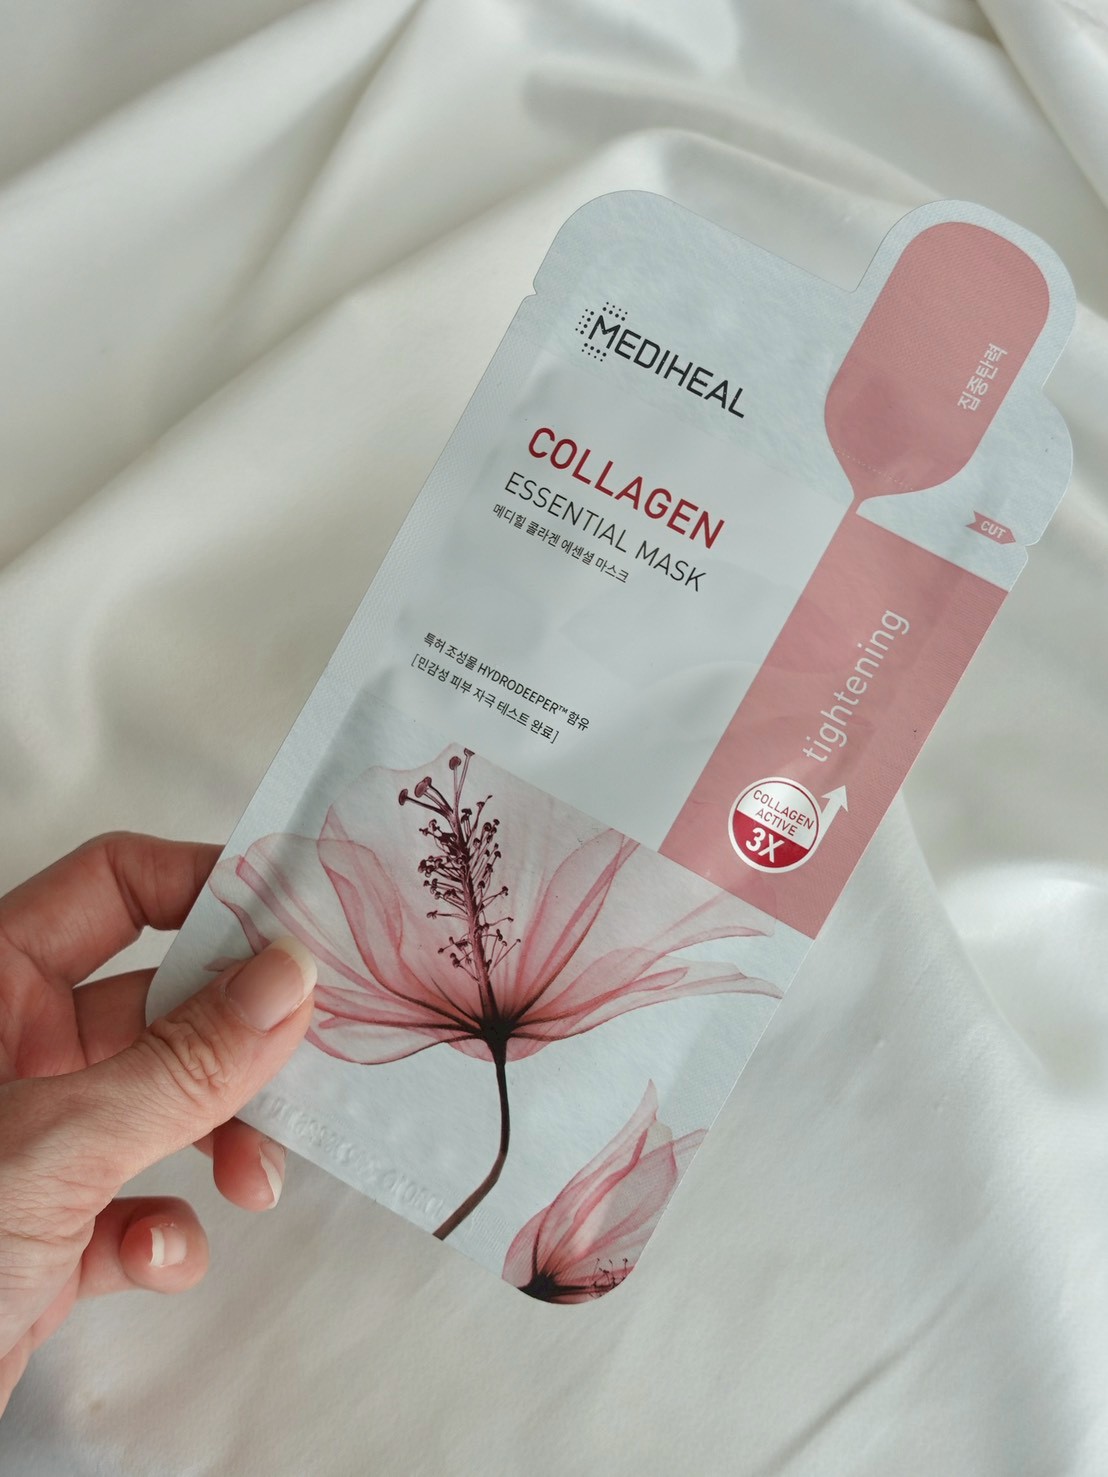 MEDIHEAL
COLLAGEN
ESSENTIAL MASK
메디힐 콜라겐 에센셜 마스크
특허 조성물 HYDRODEEPER™ 함유
[민감성 피부 자극 테스트 완료]
집중탄력
CUT
tightening
COLLAGEN
ACTIVE
3X